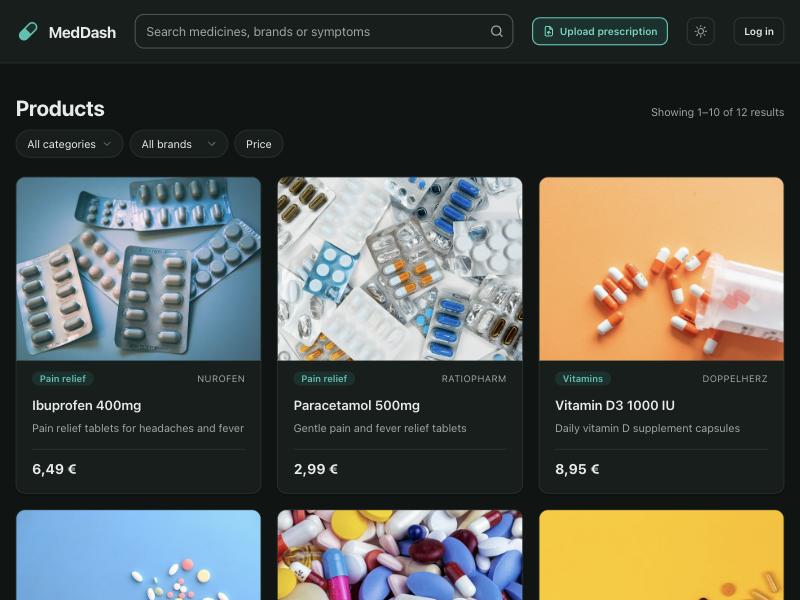 MedDash
Search medicines, brands or symptoms
Upload prescription
Log in
Products
Showing 1–10 of 12 results
All categories
All brands
Price
Pain relief
NUROFEN
Ibuprofen 400mg
Pain relief tablets for headaches and fever
6,49 €
Pain relief
RATIOPHARM
Paracetamol 500mg
Gentle pain and fever relief tablets
2,99 €
Vitamins
DOPPELHERZ
Vitamin D3 1000 IU
Daily vitamin D supplement capsules
8,95 €